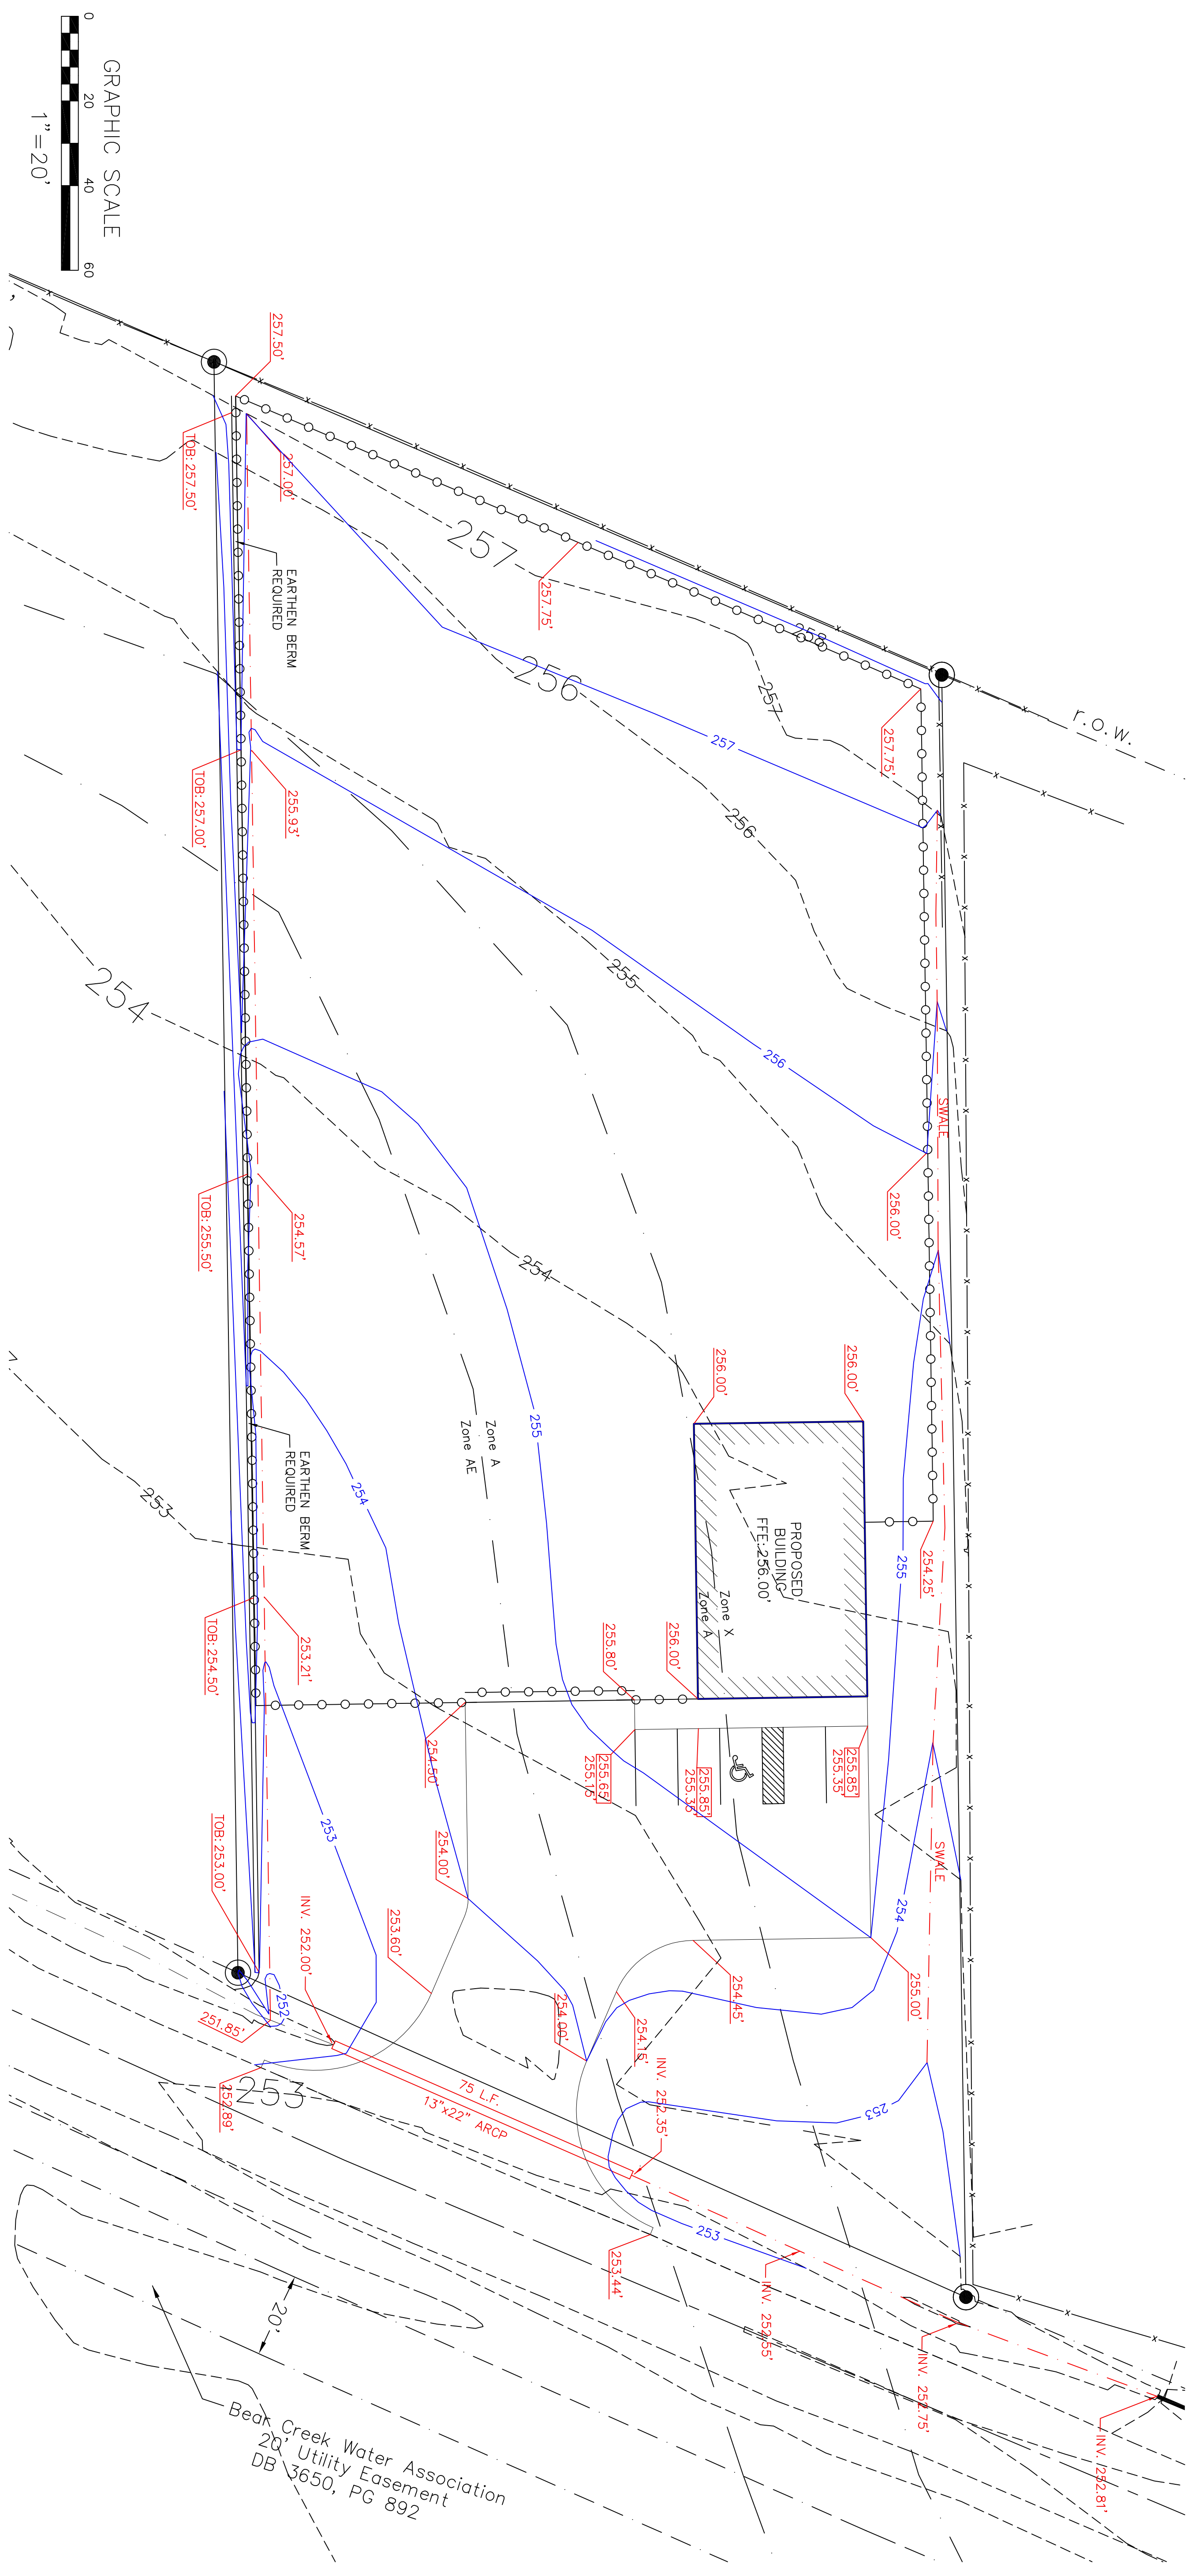 GRAPHIC SCALE
0
20
40
60
1"=20'
257.50'
TOB: 257.50'
257.00'
257
EARTHEN BERM
REQUIRED
257.75'
258
257.75'
r.o.w.
257
257
256
256
255.93'
TOB: 257.00'
255
256
254
SWALE
256.00'
254.57'
TOB: 255.50'
254
256.00'
256.00'
255
Zone A
Zone AE
254
253
EARTHEN BERM
REQUIRED
PROPOSED
BUILDING
FFE: 256.00'
Zone X
Zone A
255
254.25'
253.21'
TOB: 254.50'
255.80'
256.00'
254.50'
255.65'
255.15'
255.85'
255.35'
255.85'
255.35'
253
TOB: 253.00'
254.00'
SWALE
254
INV. 252.00'
253.60'
254.45'
255.00'
252
251.85'
254.00'
254.15'
252.89'
253
75 L.F.
13"x22" ARCP
INV. 252.35'
253
253
253.44'
INV. 252.55'
INV. 252.75'
INV. 252.81'
20'
Bear Creek Water Association
20' Utility Easement
DB 3650, PG 892